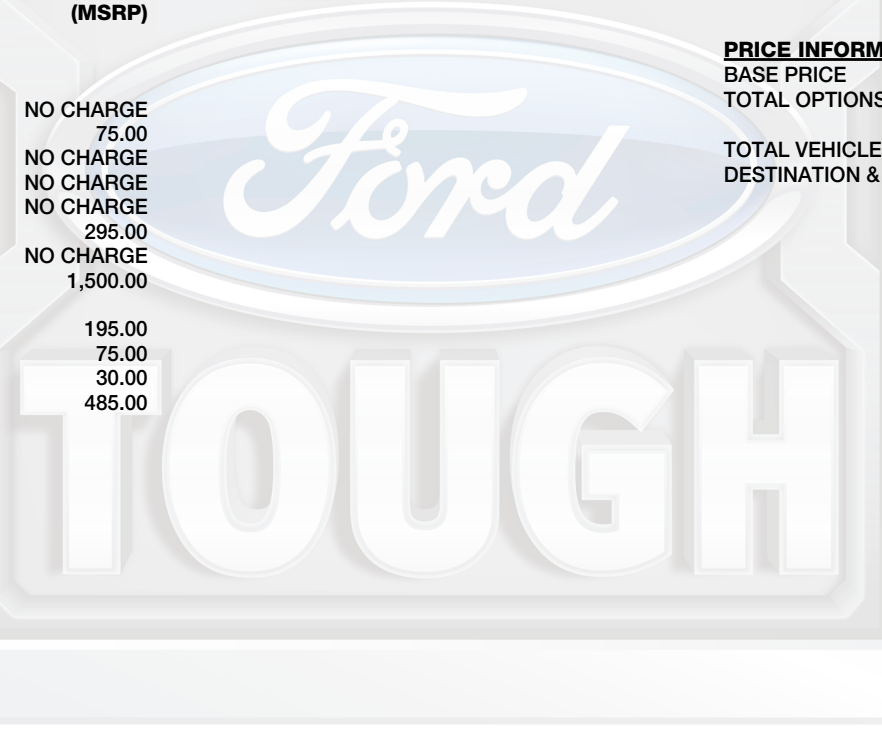 (MSRP)
NO CHARGE
75.00
NO CHARGE
NO CHARGE
NO CHARGE
295.00
NO CHARGE
1,500.00
195.00
75.00
30.00
485.00
PRICE INFORM
BASE PRICE
TOTAL OPTIONS
TOTAL VEHICLE
DESTINATION &
Ford
TOUGH